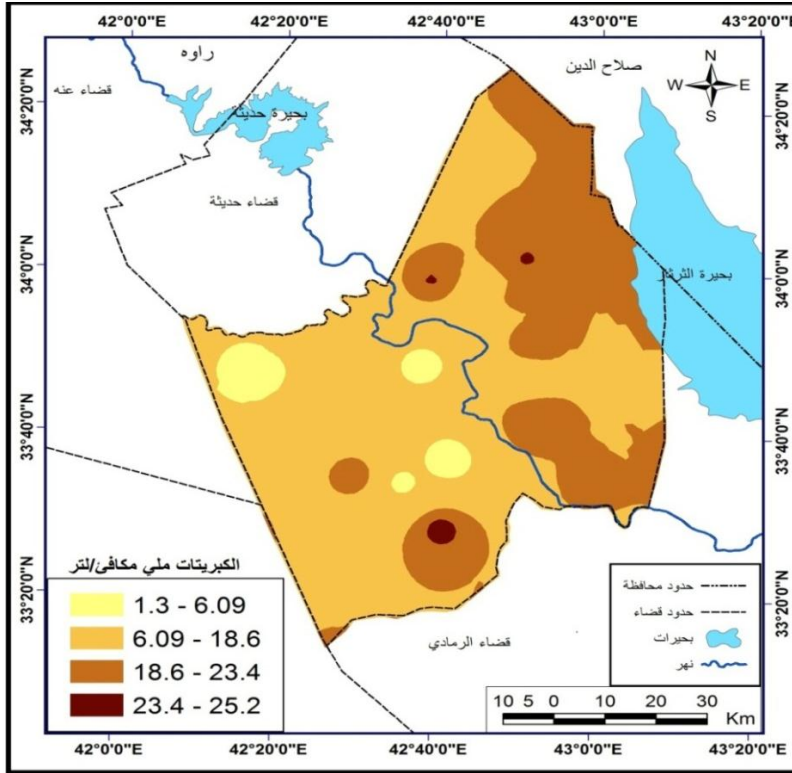 42°0'0"E 42°20'0"E 42°40'0"E 43°0'0"E 43°20'0"E
34°20'0"N
34°0'0"N
33°40'0"N
33°20'0"N
34°20'0"N
34°0'0"N
33°40'0"N
33°20'0"N
راوه
صلاح الدين
N
W E
S
قضاء عنه
بحيرة حديثة
قضاء حديثة
بحيرة الثرثار
قضاء الرمادي
الكبريتات ملي مكافئ/لتر
1.3 - 6.09
6.09 - 18.6
18.6 - 23.4
23.4 - 25.2
حدود محافظة
حدود قضاء
بحيرات
نهر
10 5 0 10 20 30
Km
42°0'0"E 42°20'0"E 42°40'0"E 43°0'0"E 43°20'0"E